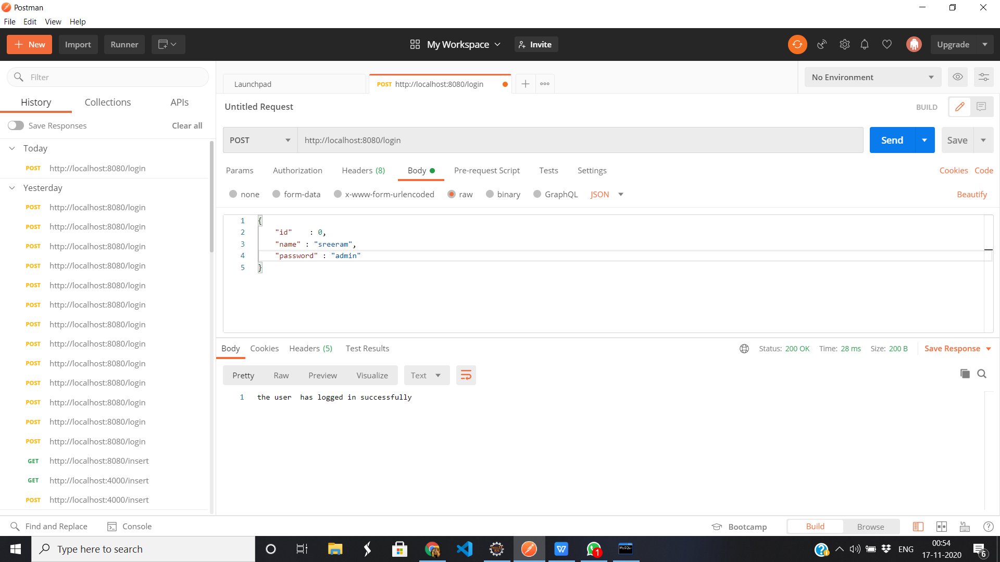 Postman
File Edit View Help
New Import Runner My Workspace Invite Upgrade
Filter
History Collections APIs
Save Responses Clear all
Today
POST http://localhost:8080/login
Yesterday
POST http://localhost:8080/login
POST http://localhost:8080/login
POST http://localhost:8080/login
POST http://localhost:8080/login
POST http://localhost:8080/login
POST http://localhost:8080/login
POST http://localhost:8080/login
POST http://localhost:8080/login
POST http://localhost:8080/login
POST http://localhost:8080/login
POST http://localhost:8080/login
POST http://localhost:8080/login
POST http://localhost:8080/login
GET http://localhost:8080/insert
GET http://localhost:4000/insert
POST http://localhost:4000/insert
Launchpad POST http://localhost:8080/login No Environment
Untitled Request BUILD
POST http://localhost:8080/login Send Save
Params Authorization Headers (8) Body Pre-request Script Tests Settings Cookies Code
none form-data x-www-form-urlencoded raw binary GraphQL JSON Beautify
1 {
2 "id" : 0,
3 "name" : "sreeram",
4 "password" : "admin"
5 }
Body Cookies Headers (5) Test Results Status: 200 OK Time: 28 ms Size: 200 B Save Response
Pretty Raw Preview Visualize Text
1 the user  has logged in successfully
Find and Replace Console Bootcamp Build Browse
Type here to search
W 1 MySQL ENG 00:54
17-11-2020 6